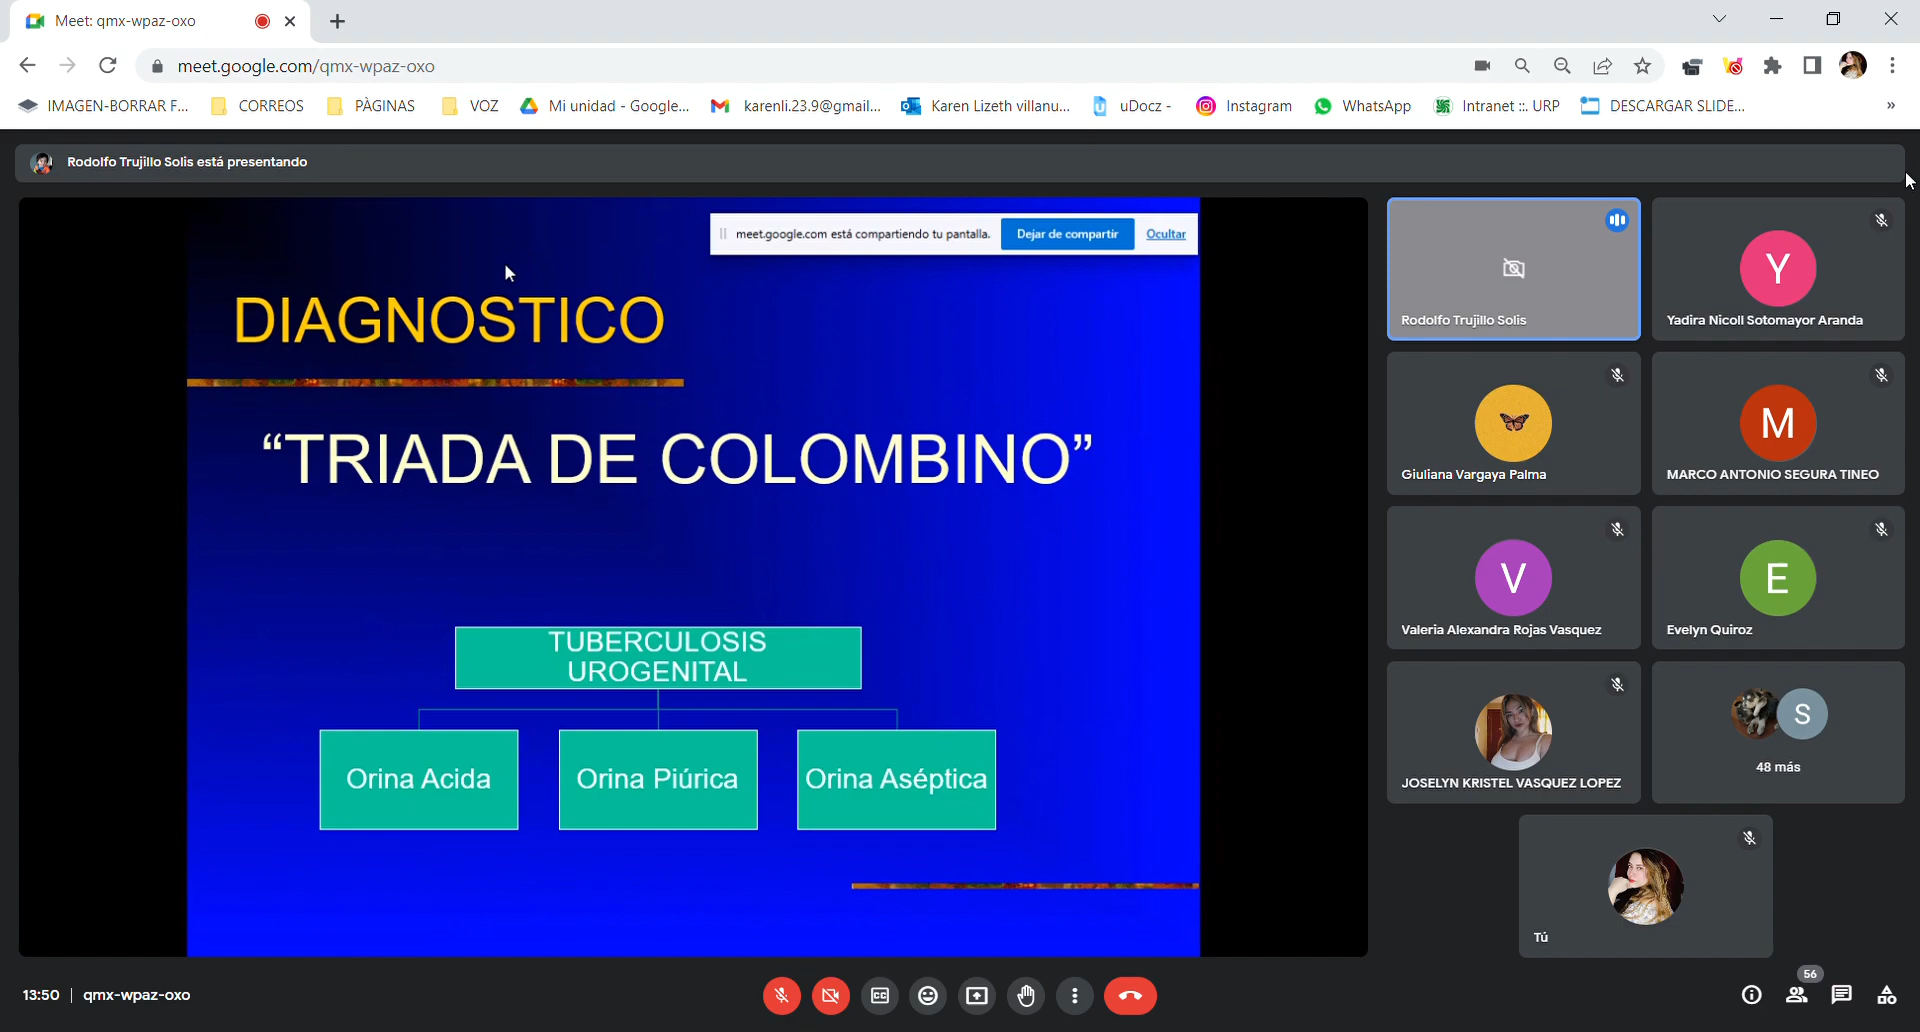 Meet: qmx-wpaz-oxo
meet.google.com/qmx-wpaz-oxo
IMAGEN-BORRAR F...
CORREOS
PÀGINAS
VOZ
Mi unidad - Google...
karenli.23.9@gmail...
Karen Lizeth villanu...
uDocz -
Instagram
WhatsApp
Intranet ::. URP
DESCARGAR SLIDE...
»
Rodolfo Trujillo Solis está presentando
meet.google.com está compartiendo tu pantalla.
Dejar de compartir
Ocultar
DIAGNOSTICO
“TRIADA DE COLOMBINO”
TUBERCULOSIS
UROGENITAL
Orina Acida
Orina Piúrica
Orina Aséptica
Rodolfo Trujillo Solis
Y
Yadira Nicoll Sotomayor Aranda
Giuliana Vargaya Palma
M
MARCO ANTONIO SEGURA TINEO
V
Valeria Alexandra Rojas Vasquez
E
Evelyn Quiroz
JOSELYN KRISTEL VASQUEZ LOPEZ
S
48 más
Tú
13:50 | qmx-wpaz-oxo
56